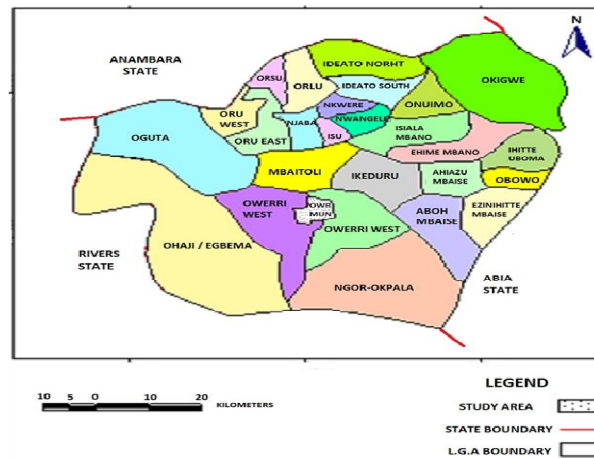 N
ANAMBARA
STATE
IDEATO NORHT
ORSU
ORLU
IDEATO SOUTH
OKIGWE
NKWERE
ONUIMO
ORU
WEST
NWANGELE
NJABA
ISU
ISIALA
MBANO
OGUTA
ORU EAST
EHIME MBANO
IHITTE
UBOMA
MBAITOLI
IKEDURU
AHIAZU
MBAISE
OBOWO
OWERRI
WEST
OWR
MUN
ABOH
MBAISE
EZINIHITTE
MBAISE
OWERRI WEST
RIVERS
STATE
OHAJI / EGBEMA
ABIA
STATE
NGOR-OKPALA
10 5 0 10 20 KILOMETERS
LEGEND
STUDY AREA
STATE BOUNDARY
L.G.A BOUNDARY